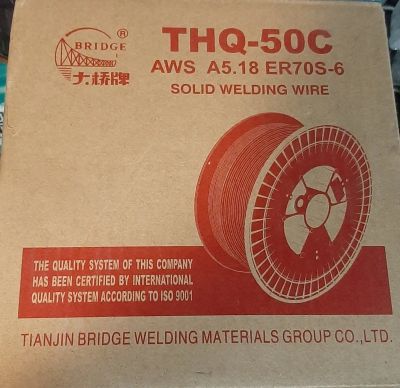 BRIDGE ®
大桥牌
THQ-50C
AWS A5.18 ER70S-6
SOLID WELDING WIRE
THE QUALITY SYSTEM OF THIS COMPANY
HAS BEEN CERTIFIED BY INTERNATIONAL
QUALITY SYSTEM ACCORDING TO ISO 9001
TIANJIN BRIDGE WELDING MATERIALS GROUP CO.,LTD.